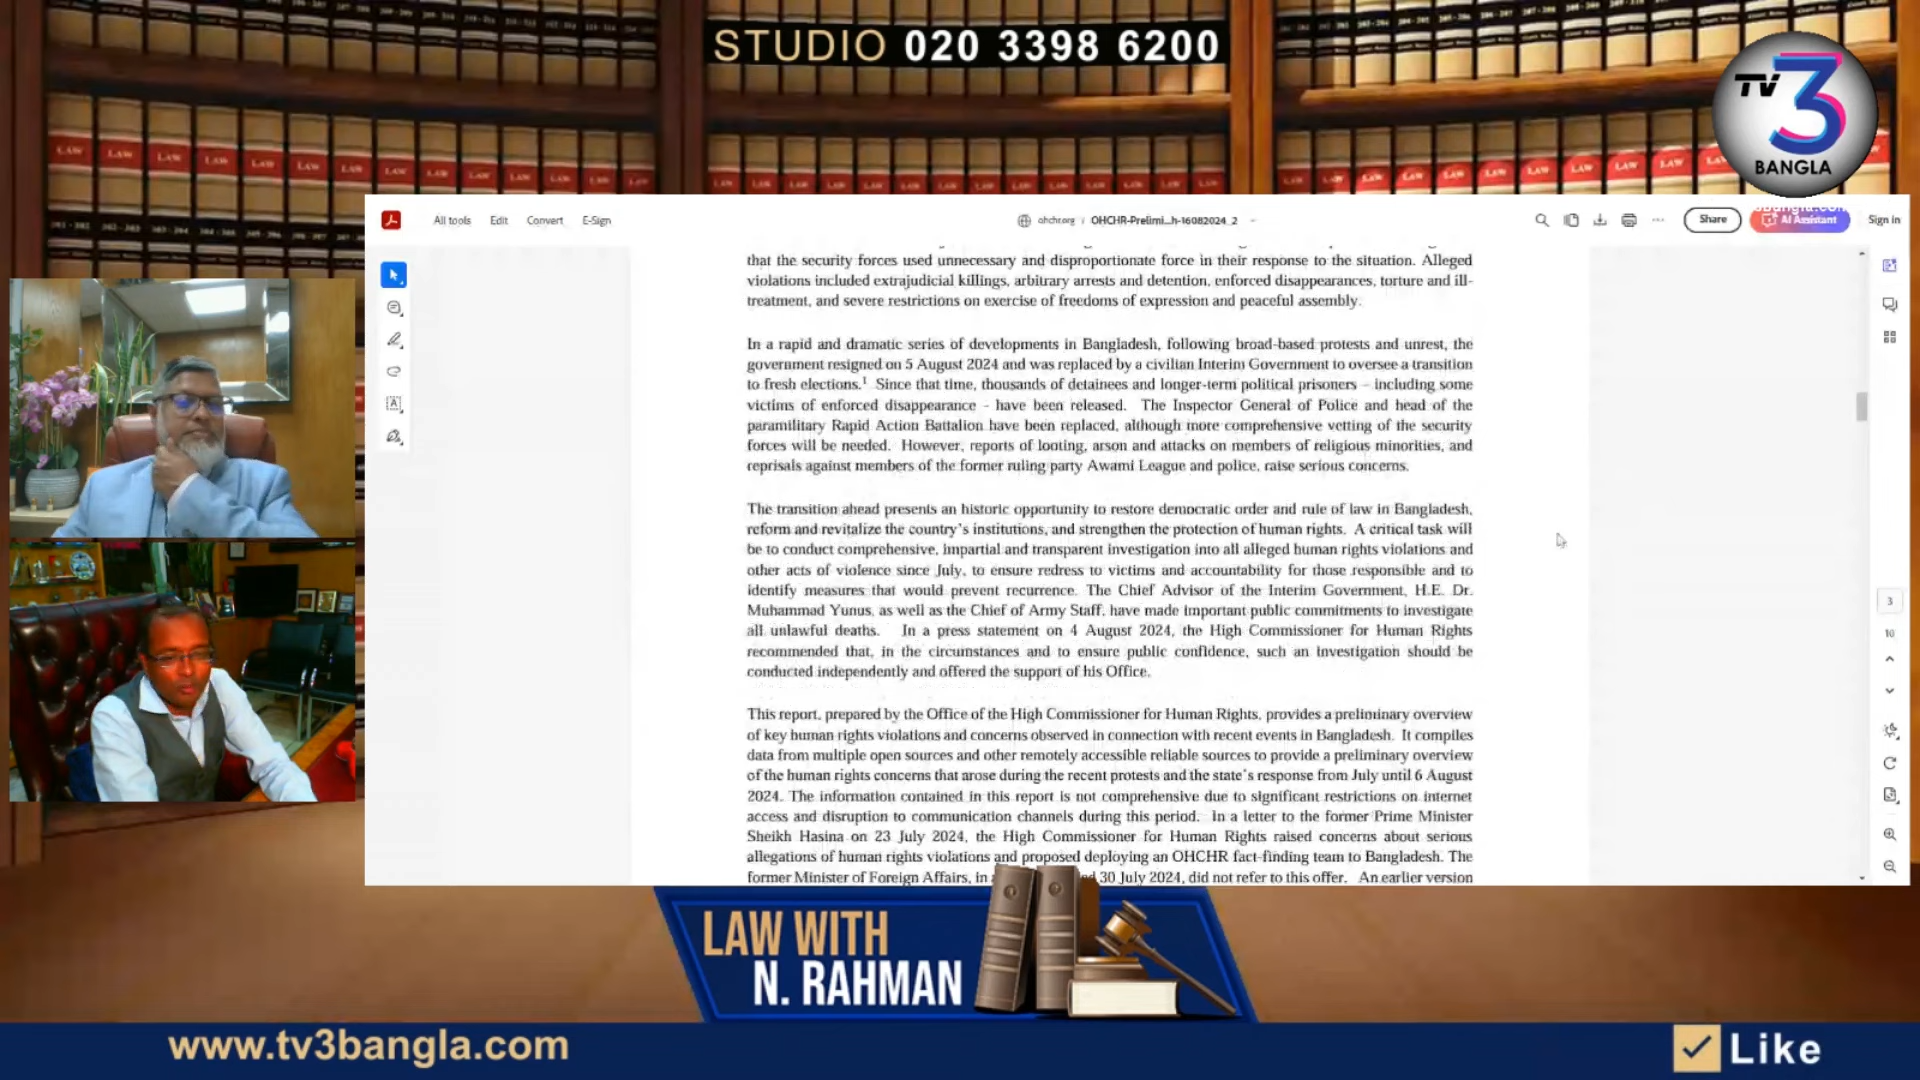 STUDIO 020 3398 6200
TV 3
BANGLA
All tools Edit Convert E-Sign
ohchr.org / OHCHR-Prelimi...h-16082024_2
Share
AI Assistant
Sign in
that the security forces used unnecessary and disproportionate force in their response to the situation. Alleged
violations included extrajudicial killings, arbitrary arrests and detention, enforced disappearances, torture and ill-
treatment, and severe restrictions on exercise of freedoms of expression and peaceful assembly.
In a rapid and dramatic series of developments in Bangladesh, following broad-based protests and unrest, the
government resigned on 5 August 2024 and was replaced by a civilian Interim Government to oversee a transition
to fresh elections.¹ Since that time, thousands of detainees and longer-term political prisoners – including some
victims of enforced disappearance - have been released. The Inspector General of Police and head of the
paramilitary Rapid Action Battalion have been replaced, although more comprehensive vetting of the security
forces will be needed. However, reports of looting, arson and attacks on members of religious minorities, and
reprisals against members of the former ruling party Awami League and police, raise serious concerns.
The transition ahead presents an historic opportunity to restore democratic order and rule of law in Bangladesh,
reform and revitalize the country's institutions, and strengthen the protection of human rights. A critical task will
be to conduct comprehensive, impartial and transparent investigation into all alleged human rights violations and
other acts of violence since July, to ensure redress to victims and accountability for those responsible and to
identify measures that would prevent recurrence. The Chief Advisor of the Interim Government, H.E. Dr.
Muhammad Yunus, as well as the Chief of Army Staff, have made important public commitments to investigate
all unlawful deaths. In a press statement on 4 August 2024, the High Commissioner for Human Rights
recommended that, in the circumstances and to ensure public confidence, such an investigation should be
conducted independently and offered the support of his Office.
This report, prepared by the Office of the High Commissioner for Human Rights, provides a preliminary overview
of key human rights violations and concerns observed in connection with recent events in Bangladesh. It compiles
data from multiple open sources and other remotely accessible reliable sources to provide a preliminary overview
of the human rights concerns that arose during the recent protests and the state's response from July until 6 August
2024. The information contained in this report is not comprehensive due to significant restrictions on internet
access and disruption to communication channels during this period. In a letter to the former Prime Minister
Sheikh Hasina on 23 July 2024, the High Commissioner for Human Rights raised concerns about serious
allegations of human rights violations and proposed deploying an OHCHR fact-finding team to Bangladesh. The
former Minister of Foreign Affairs, in 30 July 2024, did not refer to this offer. An earlier version
3
10
LAW WITH
N. RAHMAN
www.tv3bangla.com
Like